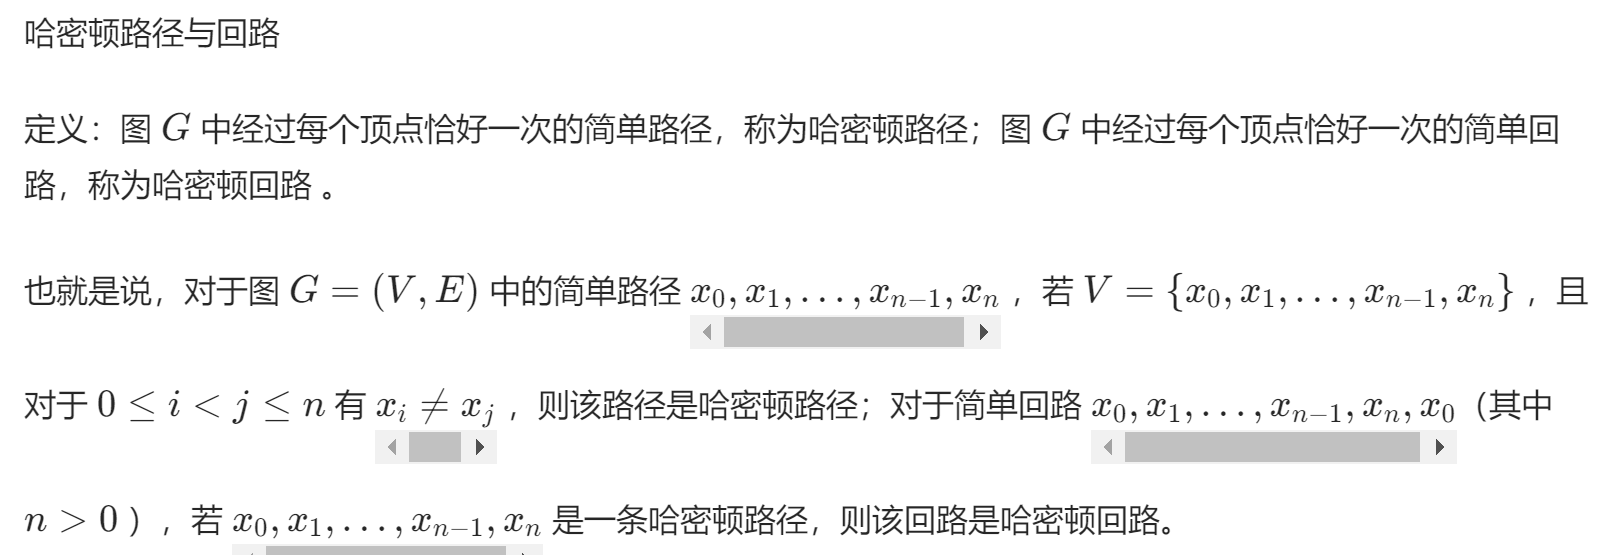 哈密顿路径与回路
定义：图 G 中经过每个顶点恰好一次的简单路径，称为哈密顿路径；图 G 中经过每个顶点恰好一次的简单回
路，称为哈密顿回路 。
也就是说，对于图 G = (V, E) 中的简单路径 x₀, x₁, . . . , xₙ₋₁, xₙ ，若 V = {x₀, x₁, . . . , xₙ₋₁, xₙ} ，且
对于 0 ≤ i < j ≤ n 有 xᵢ ≠ xⱼ ，则该路径是哈密顿路径；对于简单回路 x₀, x₁, . . . , xₙ₋₁, xₙ, x₀（其中
n > 0 ），若 x₀, x₁, . . . , xₙ₋₁, xₙ 是一条哈密顿路径，则该回路是哈密顿回路。